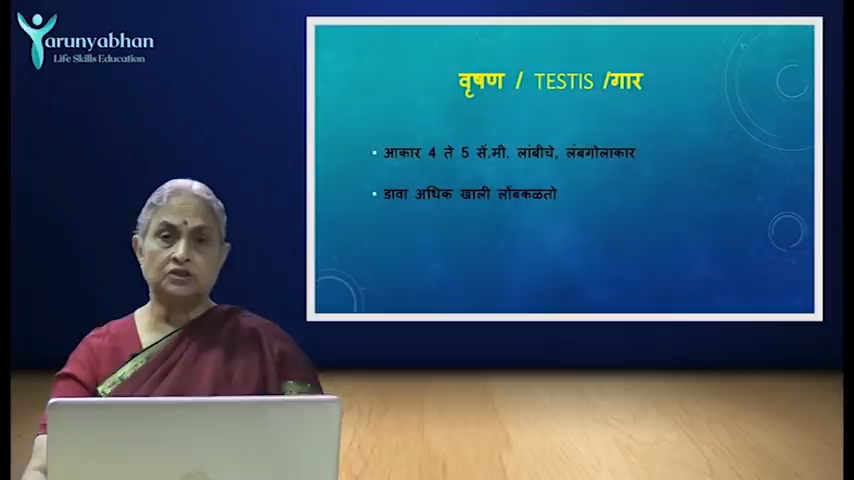 Tarunyabhan
Life Skills Education
वृषण / TESTIS /गार
• आकार 4 ते 5 सें.मी. लांबीचे, लंबगोलाकार
• डावा अधिक खाली लोंबकळतो